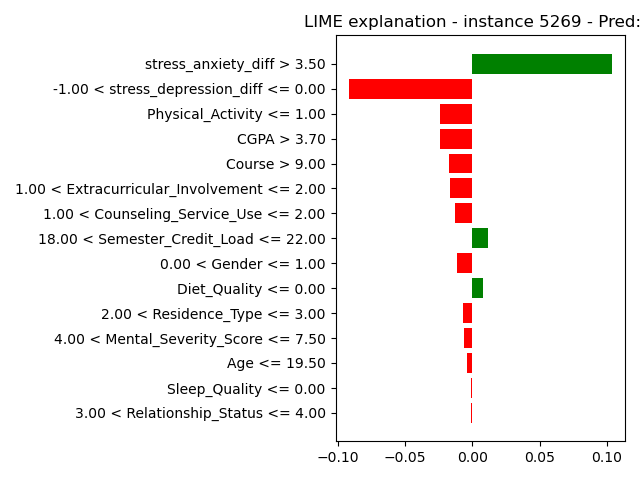 LIME explanation - instance 5269 - Pred:
stress_anxiety_diff > 3.50
-1.00 < stress_depression_diff <= 0.00
Physical_Activity <= 1.00
CGPA > 3.70
Course > 9.00
1.00 < Extracurricular_Involvement <= 2.00
1.00 < Counseling_Service_Use <= 2.00
18.00 < Semester_Credit_Load <= 22.00
0.00 < Gender <= 1.00
Diet_Quality <= 0.00
2.00 < Residence_Type <= 3.00
4.00 < Mental_Severity_Score <= 7.50
Age <= 19.50
Sleep_Quality <= 0.00
3.00 < Relationship_Status <= 4.00
−0.10 −0.05 0.00 0.05 0.10